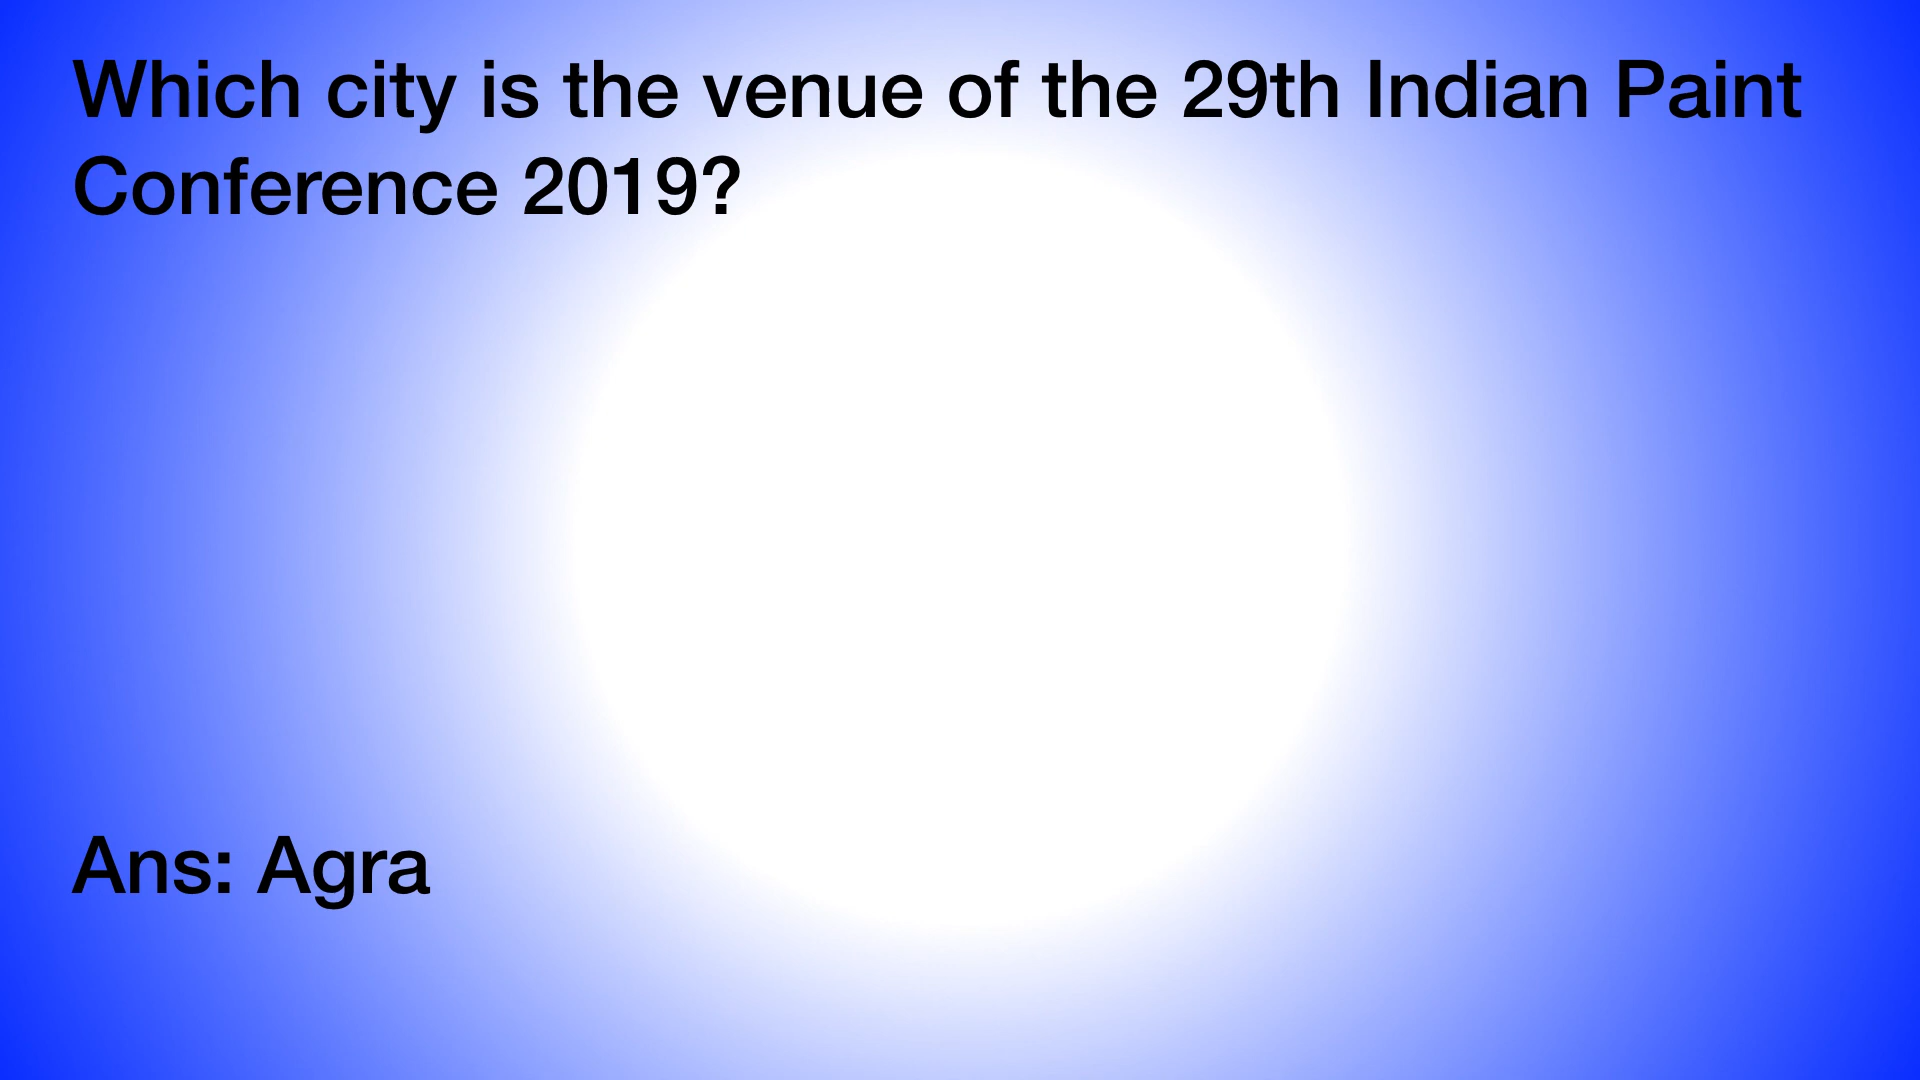 Which city is the venue of the 29th Indian Paint
Conference 2019?
Ans: Agra